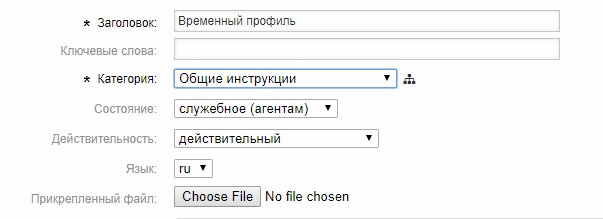 * Заголовок: Временный профиль
Ключевые слова:
* Категория: Общие инструкции
Состояние: служебное (агентам)
Действительность: действительный
Язык: ru
Прикрепленный файл: Choose File No file chosen